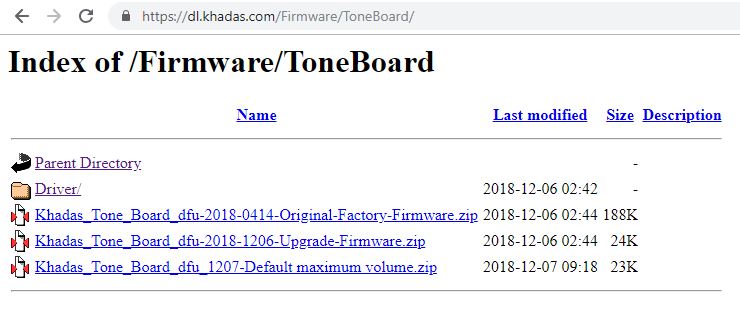 https://dl.khadas.com/Firmware/ToneBoard/
Index of /Firmware/ToneBoard
Name Last modified Size Description
Parent Directory -
Driver/ 2018-12-06 02:42 -
Khadas_Tone_Board_dfu-2018-0414-Original-Factory-Firmware.zip 2018-12-06 02:44 188K
Khadas_Tone_Board_dfu-2018-1206-Upgrade-Firmware.zip 2018-12-06 02:44 24K
Khadas_Tone_Board_dfu_1207-Default maximum volume.zip 2018-12-07 09:18 23K